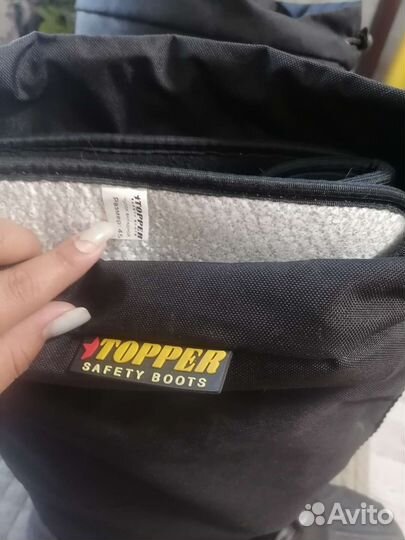 TOPPER
Размер: 45
TOPPER
SAFETY BOOTS
Avito